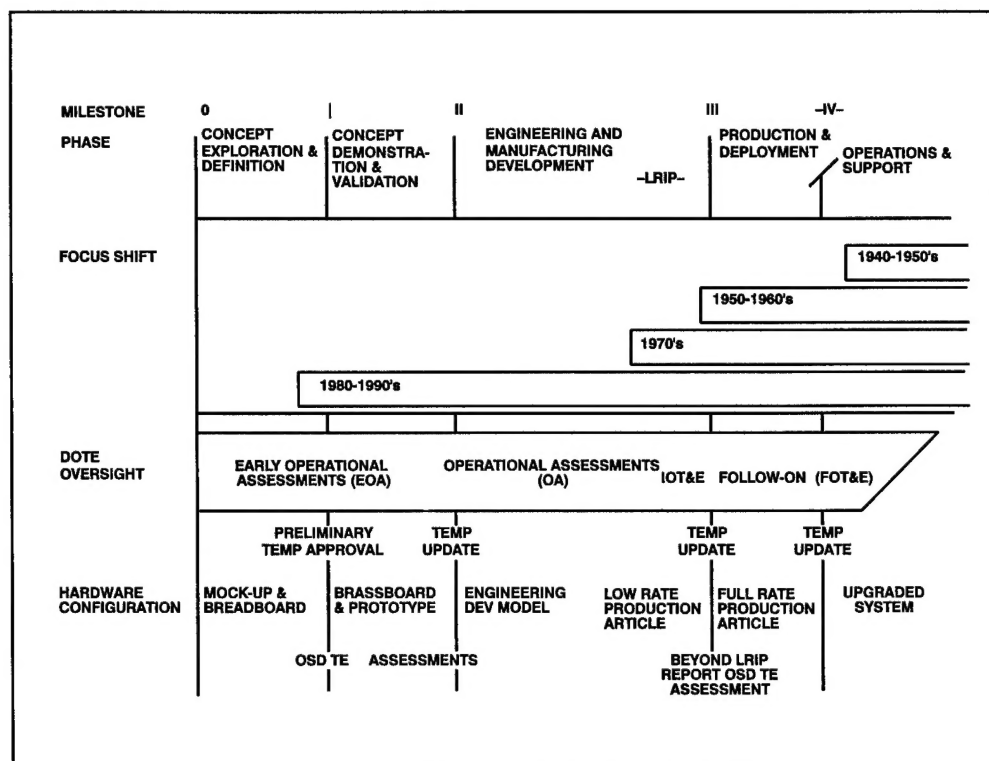 MILESTONE 0 I II III –IV–
PHASE
CONCEPT
EXPLORATION &
DEFINITION
CONCEPT
DEMONSTRA-
TION &
VALIDATION
ENGINEERING AND
MANUFACTURING
DEVELOPMENT
–LRIP–
PRODUCTION &
DEPLOYMENT
OPERATIONS &
SUPPORT
FOCUS SHIFT
1940-1950's
1950-1960's
1970's
1980-1990's
DOTE
OVERSIGHT
EARLY OPERATIONAL
ASSESSMENTS (EOA)
OPERATIONAL ASSESSMENTS
(OA)
IOT&E
FOLLOW-ON (FOT&E)
PRELIMINARY
TEMP APPROVAL
TEMP
UPDATE
TEMP
UPDATE
TEMP
UPDATE
HARDWARE
CONFIGURATION
MOCK-UP &
BREADBOARD
BRASSBOARD
& PROTOTYPE
ENGINEERING
DEV MODEL
LOW RATE
PRODUCTION
ARTICLE
FULL RATE
PRODUCTION
ARTICLE
UPGRADED
SYSTEM
OSD TE ASSESSMENTS
BEYOND LRIP
REPORT OSD TE
ASSESSMENT